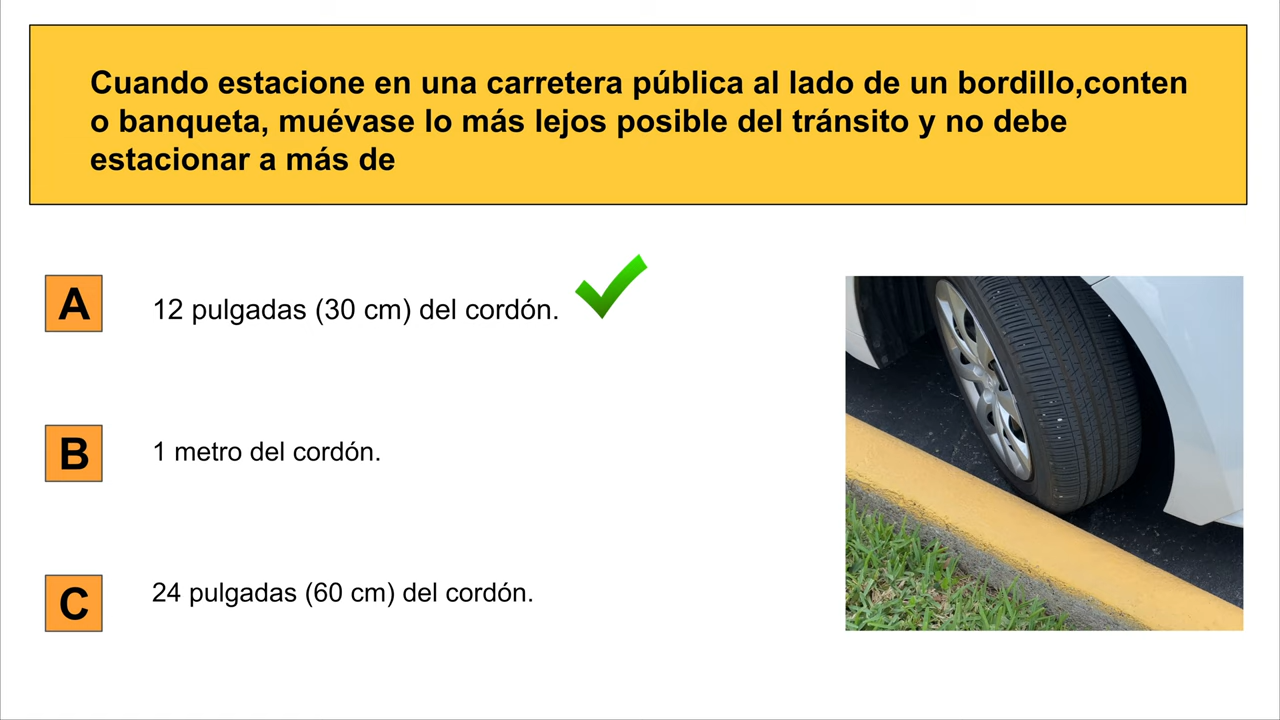 Cuando estacione en una carretera pública al lado de un bordillo,conten
o banqueta, muévase lo más lejos posible del tránsito y no debe
estacionar a más de
A
12 pulgadas (30 cm) del cordón.
B
1 metro del cordón.
C
24 pulgadas (60 cm) del cordón.